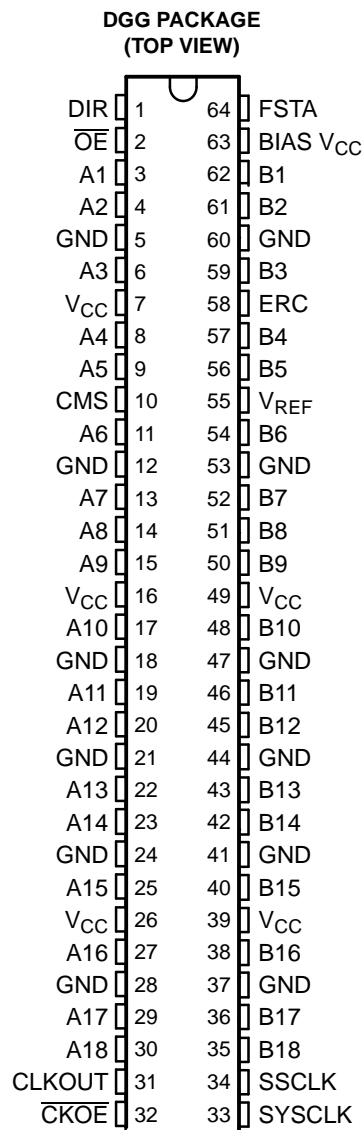 DGG PACKAGE
(TOP VIEW)
DIR 1 64 FSTA
O̅E̅ 2 63 BIAS VCC
A1 3 62 B1
A2 4 61 B2
GND 5 60 GND
A3 6 59 B3
VCC 7 58 ERC
A4 8 57 B4
A5 9 56 B5
CMS 10 55 VREF
A6 11 54 B6
GND 12 53 GND
A7 13 52 B7
A8 14 51 B8
A9 15 50 B9
VCC 16 49 VCC
A10 17 48 B10
GND 18 47 GND
A11 19 46 B11
A12 20 45 B12
GND 21 44 GND
A13 22 43 B13
A14 23 42 B14
GND 24 41 GND
A15 25 40 B15
VCC 26 39 VCC
A16 27 38 B16
GND 28 37 GND
A17 29 36 B17
A18 30 35 B18
CLKOUT 31 34 SSCLK
C̅K̅O̅E̅ 32 33 SYSCLK